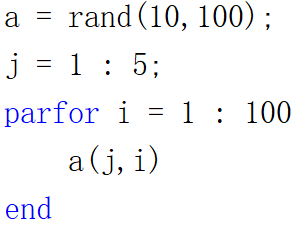 a = rand(10,100);
j = 1 : 5;
parfor i = 1 : 100
    a(j,i)
end